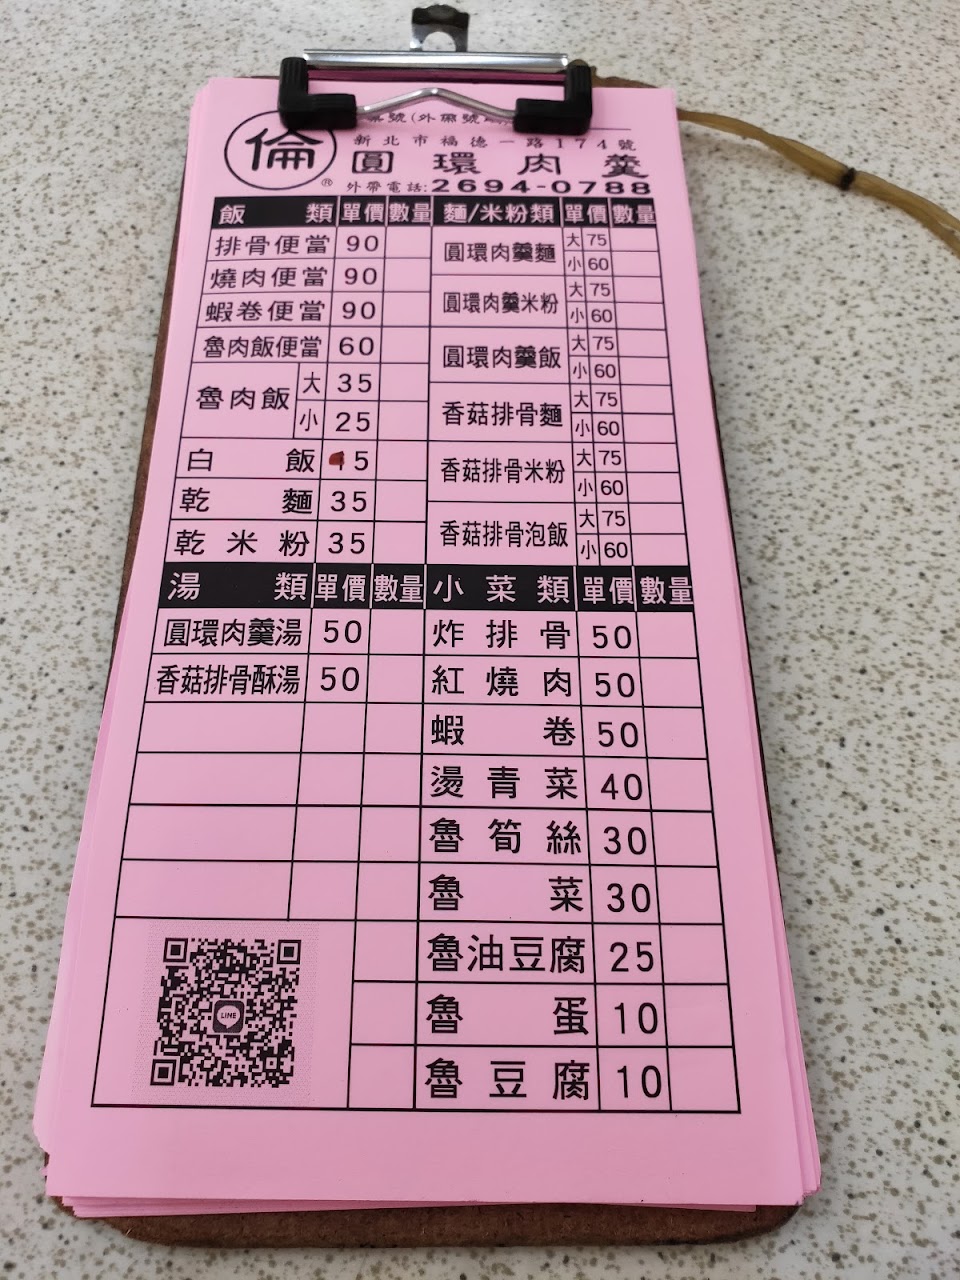 號(外帶號
新北市福德一路174號
倫
圓環肉羹
®
外帶電話:2694-0788
飯類 單價 數量
排骨便當 90
燒肉便當 90
蝦卷便當 90
魯肉飯便當 60
魯肉飯 大 35
小 25
白飯 5
乾麵 35
乾米粉 35
麵/米粉類 單價 數量
圓環肉羹麵 大 75
小 60
圓環肉羹米粉 大 75
小 60
圓環肉羹飯 大 75
小 60
香菇排骨麵 大 75
小 60
香菇排骨米粉 大 75
小 60
香菇排骨泡飯 大 75
小 60
湯類 單價 數量
圓環肉羹湯 50
香菇排骨酥湯 50
小菜類 單價 數量
炸排骨 50
紅燒肉 50
蝦卷 50
燙青菜 40
魯筍絲 30
魯菜 30
魯油豆腐 25
魯蛋 10
魯豆腐 10
LINE